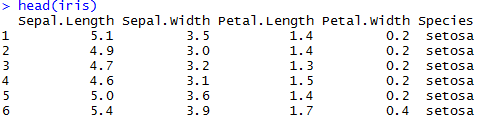 > head(iris)
  Sepal.Length Sepal.Width Petal.Length Petal.Width Species
1          5.1         3.5          1.4         0.2  setosa
2          4.9         3.0          1.4         0.2  setosa
3          4.7         3.2          1.3         0.2  setosa
4          4.6         3.1          1.5         0.2  setosa
5          5.0         3.6          1.4         0.2  setosa
6          5.4         3.9          1.7         0.4  setosa